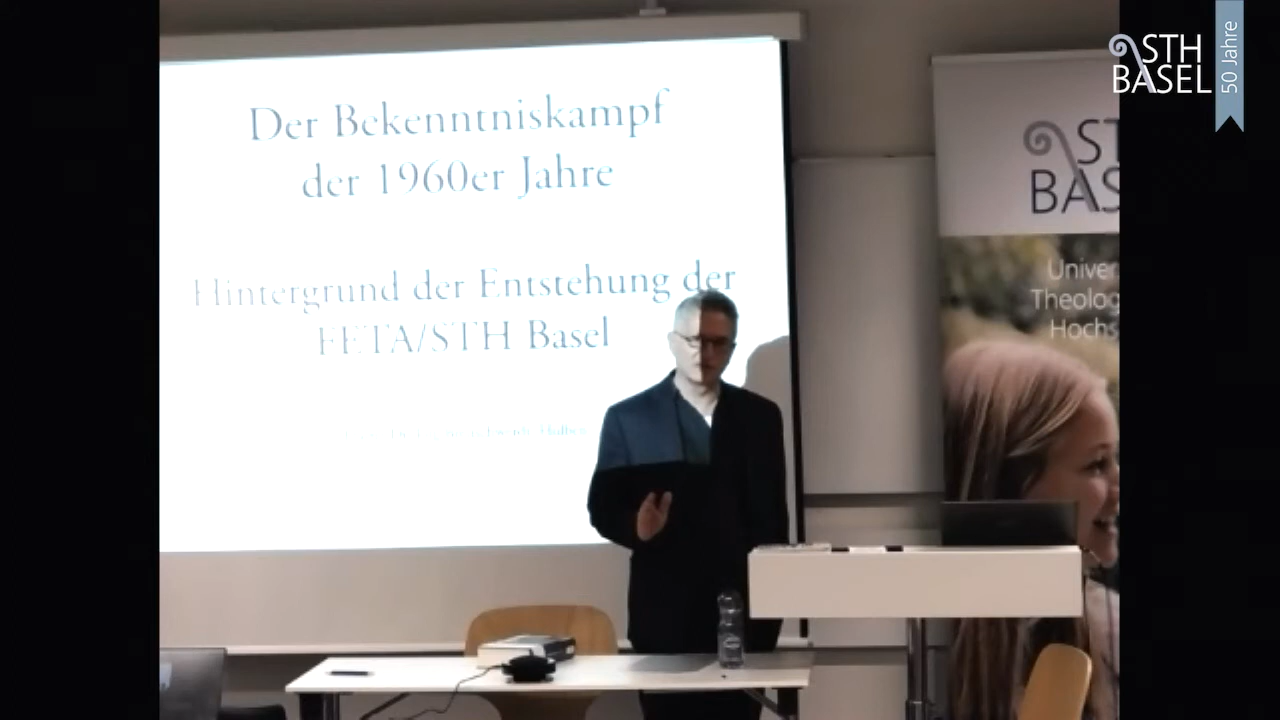 Der Bekenntniskampf
der 1960er Jahre
Hintergrund der Entstehung der
FETA/STH Basel
STH
BASEL
50 Jahre
ST
BAS
Univer
Theolog
Hochs